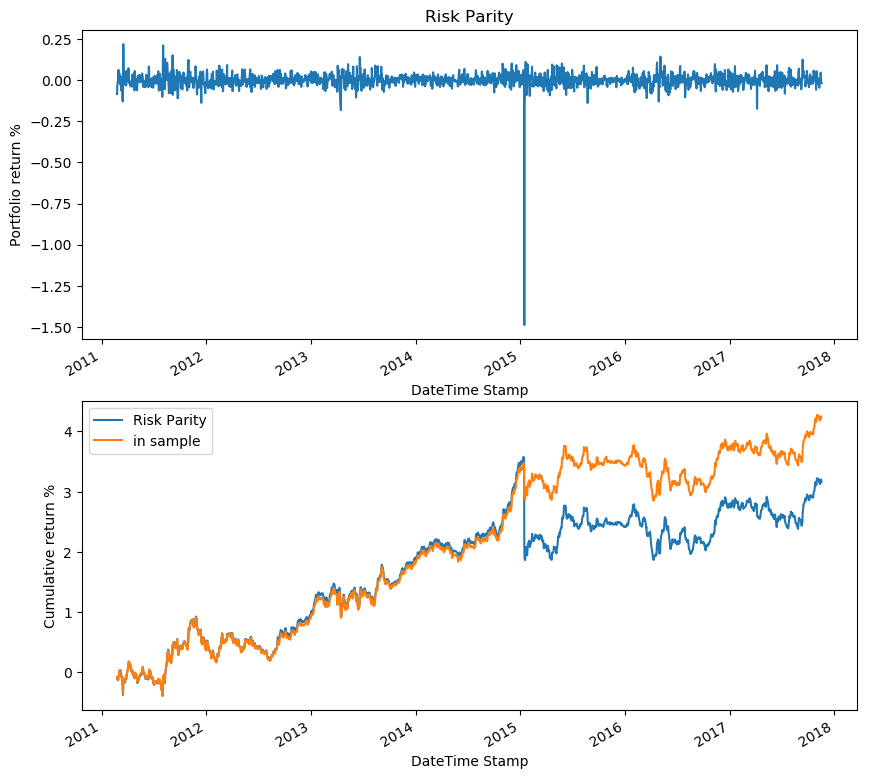 Risk Parity
0.25
0.00
−0.25
−0.50
−0.75
−1.00
−1.25
−1.50
Portfolio return %
2011 2012 2013 2014 2015 2016 2017 2018
DateTime Stamp
Risk Parity
in sample
4
3
2
1
0
Cumulative return %
2011 2012 2013 2014 2015 2016 2017 2018
DateTime Stamp